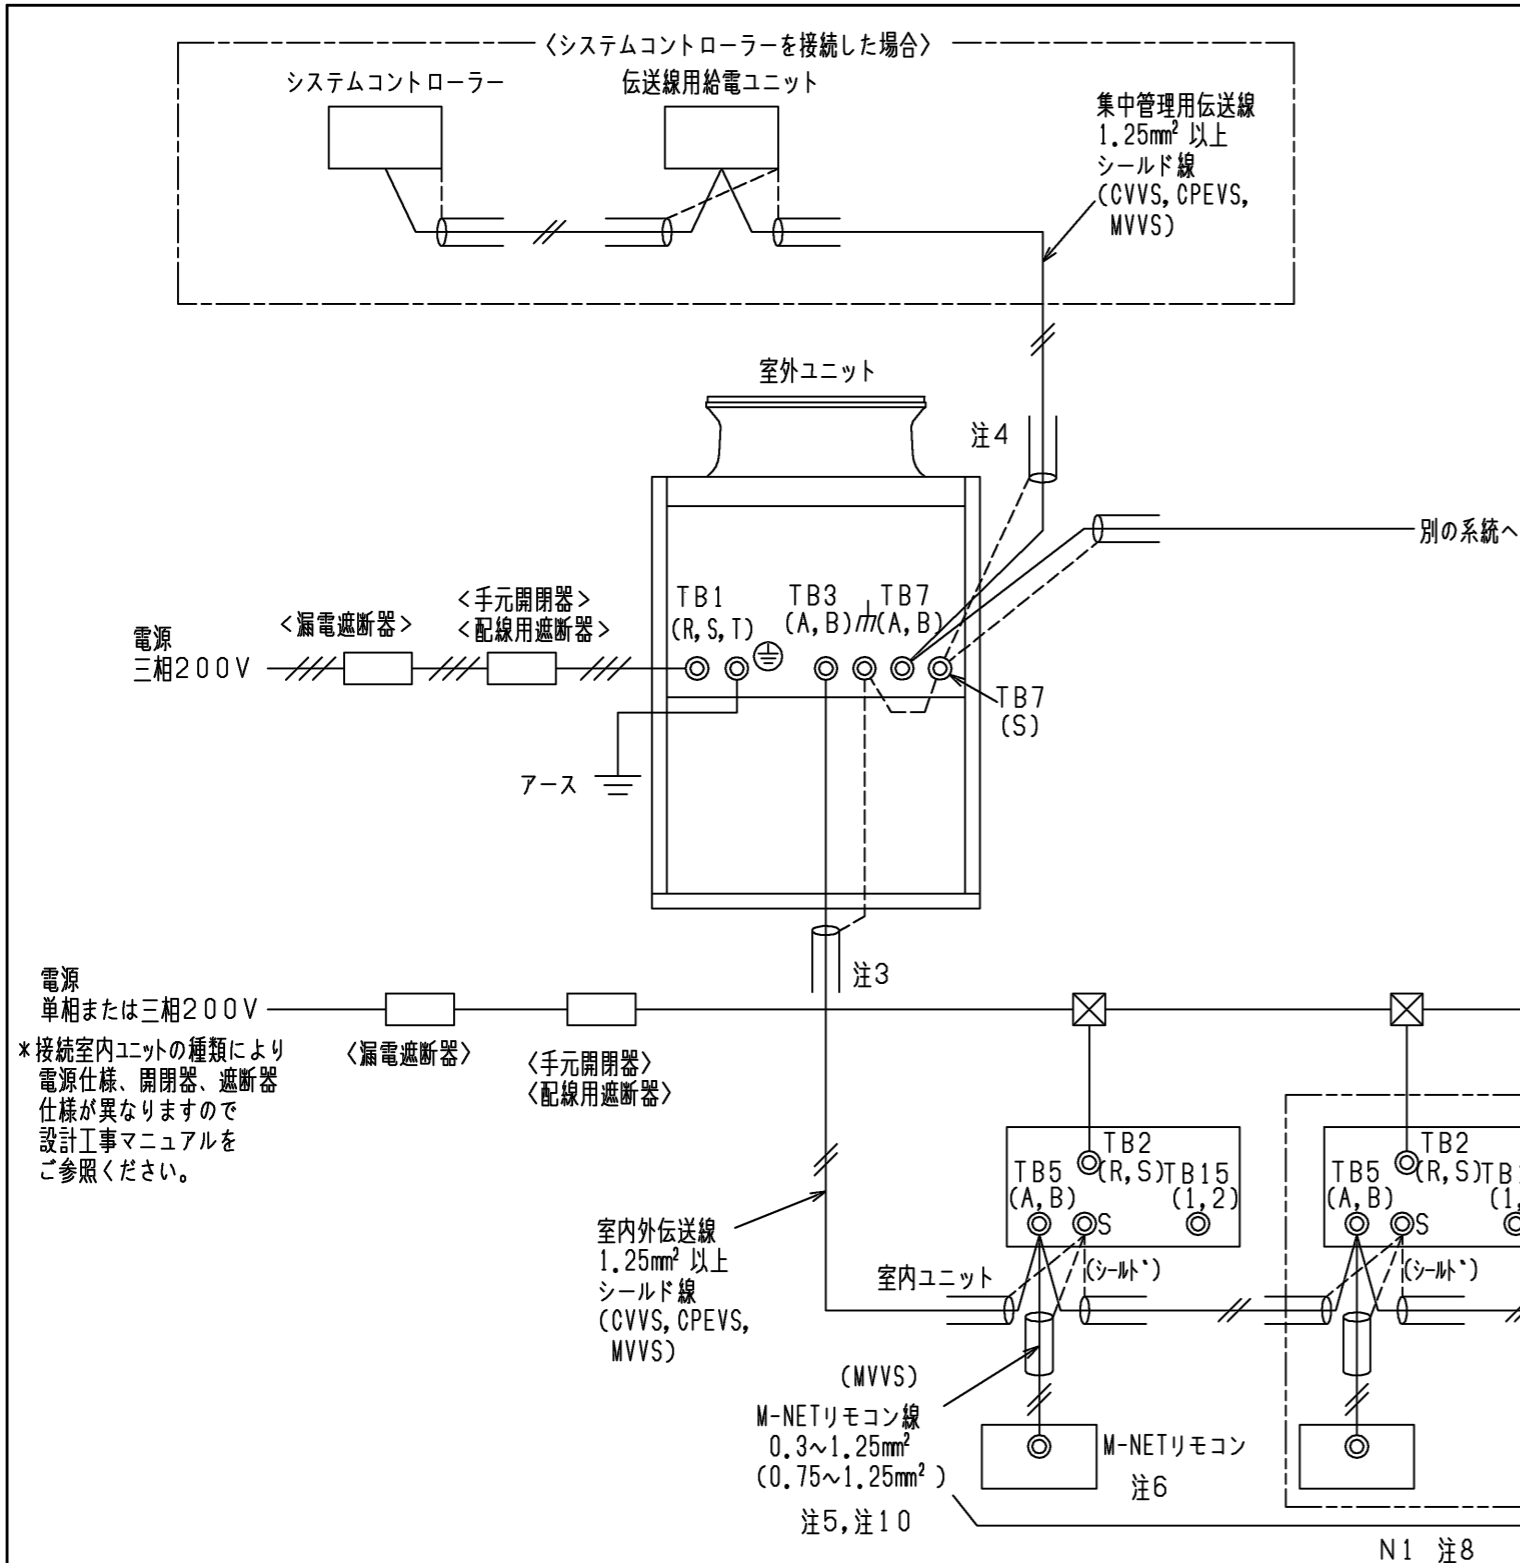 〈システムコントローラーを接続した場合〉
システムコントローラー
伝送線用給電ユニット
集中管理用伝送線
1.25mm² 以上
シールド線
(CVVS,CPEVS,
MVVS)
室外ユニット
注4
別の系統へ
TB1
(R,S,T)
TB3
(A,B)
TB7
(A,B)
TB7
(S)
<漏電遮断器>
<手元開閉器>
<配線用遮断器>
電源
三相200V
アース
注3
電源
単相または三相200V
*接続室内ユニットの種類により
電源仕様、開閉器、遮断器
仕様が異なりますので
設計工事マニュアルを
ご参照ください。
〈漏電遮断器〉
〈手元開閉器〉
〈配線用遮断器〉
TB2
(R,S)
TB5
(A,B)
TB15
(1,2)
S
TB2
(R,S)
TB5
(A,B)
TB1
(1,
S
室内外伝送線
1.25mm² 以上
シールド線
(CVVS,CPEVS,
MVVS)
室内ユニット
(シールド)
(シールド)
(MVVS)
M-NETリモコン線
0.3~1.25mm²
(0.75~1.25mm²)
注5,注10
M-NETリモコン
注6
N1 注8